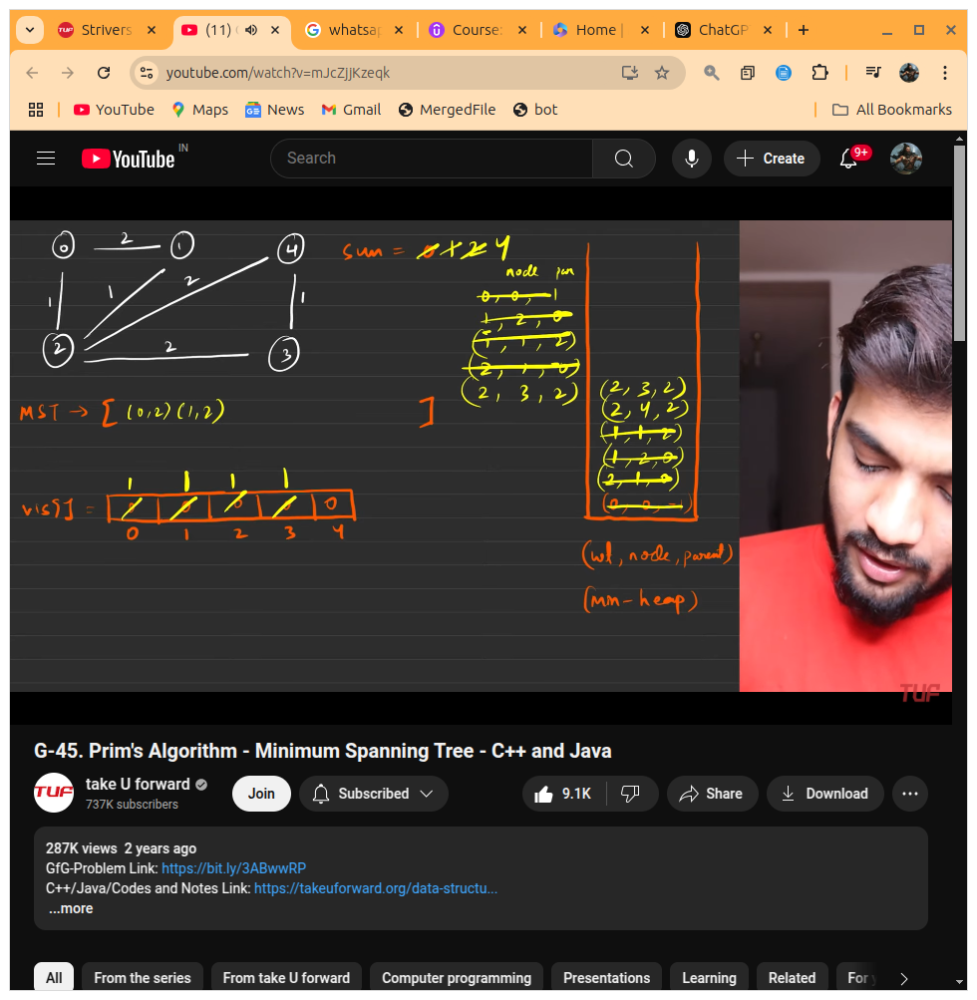 Strivers
(11)
whatsap
Course:
Home |
ChatGP
youtube.com/watch?v=mJcZJJKzeqk
YouTube Maps News Gmail MergedFile bot
All Bookmarks
YouTube IN
Search
Create
9+
0 2 1 4
1 1 2 1
2 2 3
sum = 0 1 2 4
node par
0, 0, -1
1, 2, 0
(1, 1, 2)
(2, 1, 0)
(2, 3, 2)
(2, 3, 2)
(2, 4, 2)
1, 1, 2)
(1, 2, 0)
(2, 1, 0)
(0, 0, -1)
MST → [ (0,2) (1,2) ]
1 1 1 1
vis[] = 0 0 0 0 0
0 1 2 3 4
(wt, node, parent)
(min-heap)
TUF
G-45. Prim's Algorithm - Minimum Spanning Tree - C++ and Java
TUF
take U forward
737K subscribers
Join
Subscribed
9.1K
Share
Download
287K views 2 years ago
GfG-Problem Link: https://bit.ly/3ABwwRP
C++/Java/Codes and Notes Link: https://takeuforward.org/data-structu...
...more
All
From the series
From take U forward
Computer programming
Presentations
Learning
Related
For